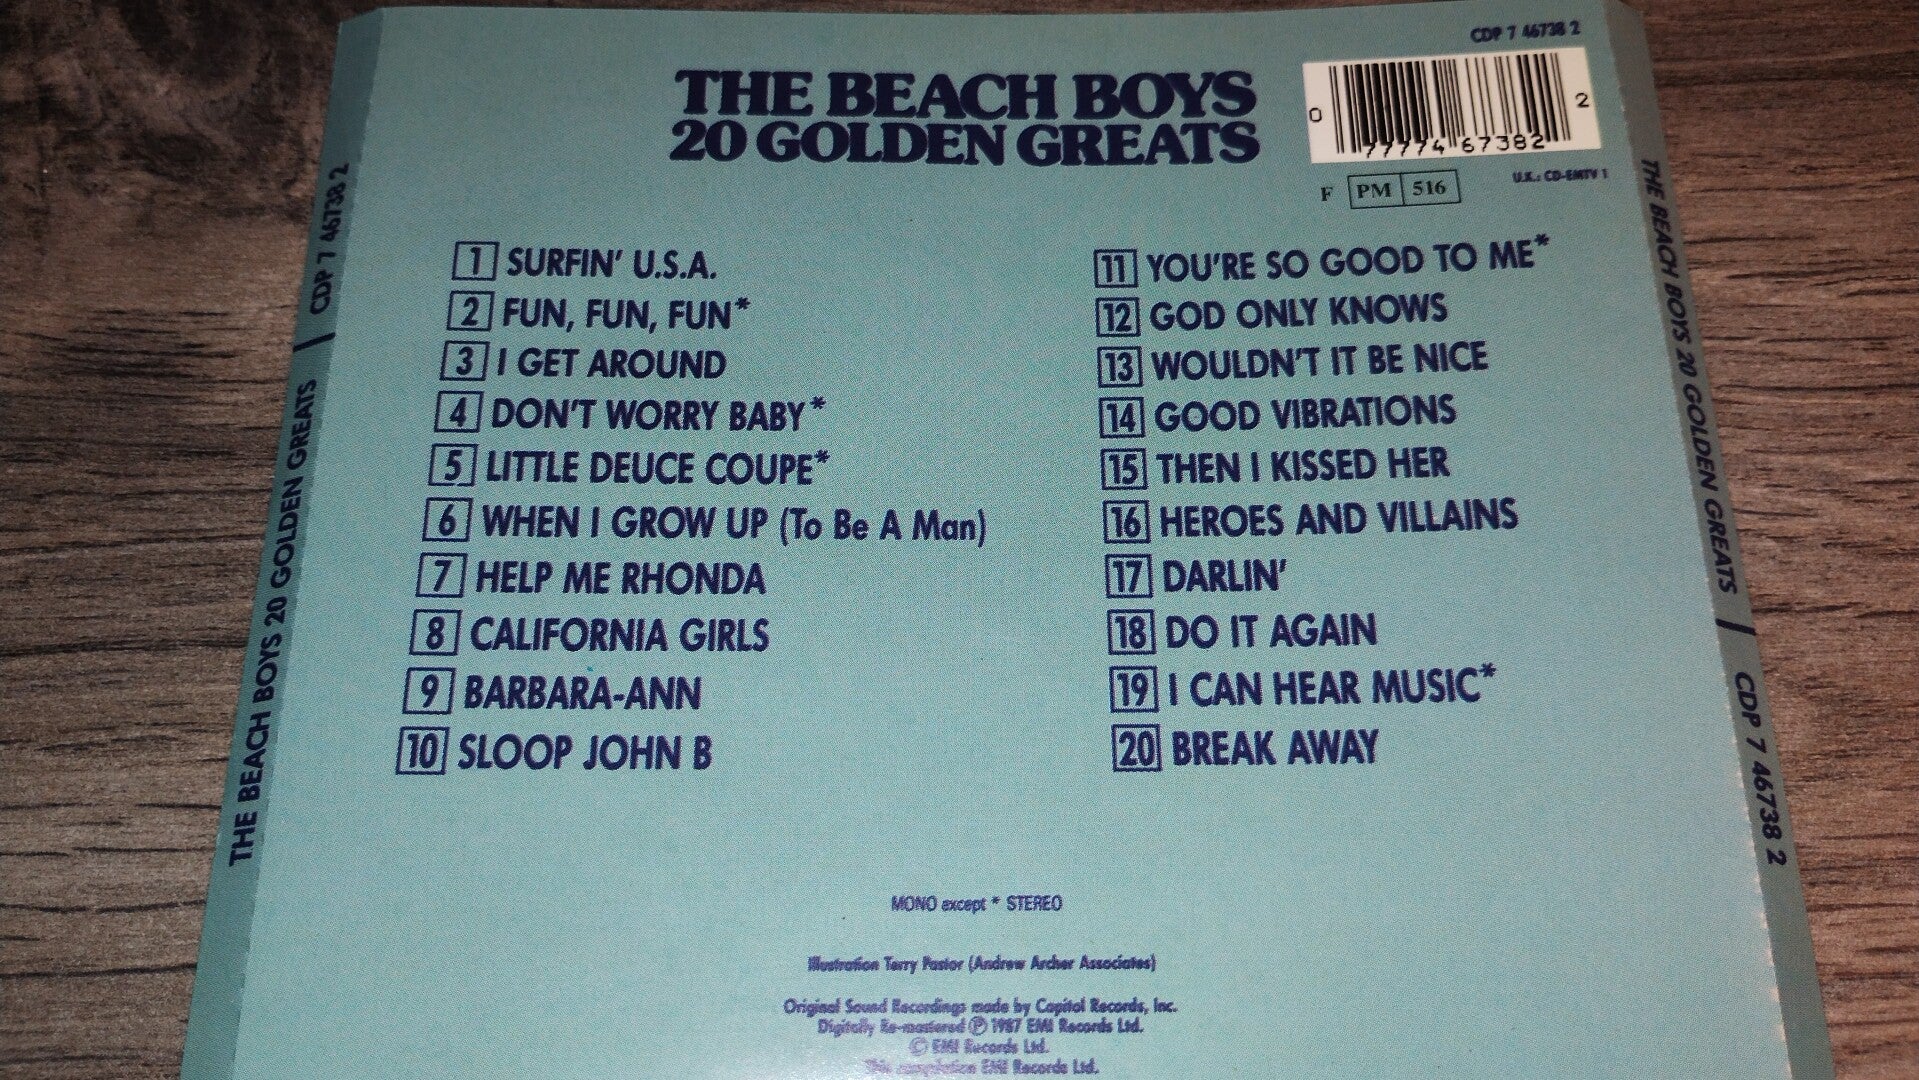 CDP 7 46738 2
THE BEACH BOYS
20 GOLDEN GREATS
0 77774 67382 2
F PM 516
U.K.: CD-EMTV 1
1 SURFIN' U.S.A.
2 FUN, FUN, FUN*
3 I GET AROUND
4 DON'T WORRY BABY*
5 LITTLE DEUCE COUPE*
6 WHEN I GROW UP (To Be A Man)
7 HELP ME RHONDA
8 CALIFORNIA GIRLS
9 BARBARA-ANN
10 SLOOP JOHN B
11 YOU'RE SO GOOD TO ME*
12 GOD ONLY KNOWS
13 WOULDN'T IT BE NICE
14 GOOD VIBRATIONS
15 THEN I KISSED HER
16 HEROES AND VILLAINS
17 DARLIN'
18 DO IT AGAIN
19 I CAN HEAR MUSIC*
20 BREAK AWAY
MONO except * STEREO
Illustration Terry Pastor (Andrew Archer Associates)
Original Sound Recordings made by Capitol Records, Inc.
Digitally Re-mastered ℗ 1987 EMI Records Ltd.
© EMI Records Ltd.
This compilation EMI Records Ltd.
THE BEACH BOYS 20 GOLDEN GREATS | CDP 7 46738 2
THE BEACH BOYS 20 GOLDEN GREATS | CDP 7 46738 2